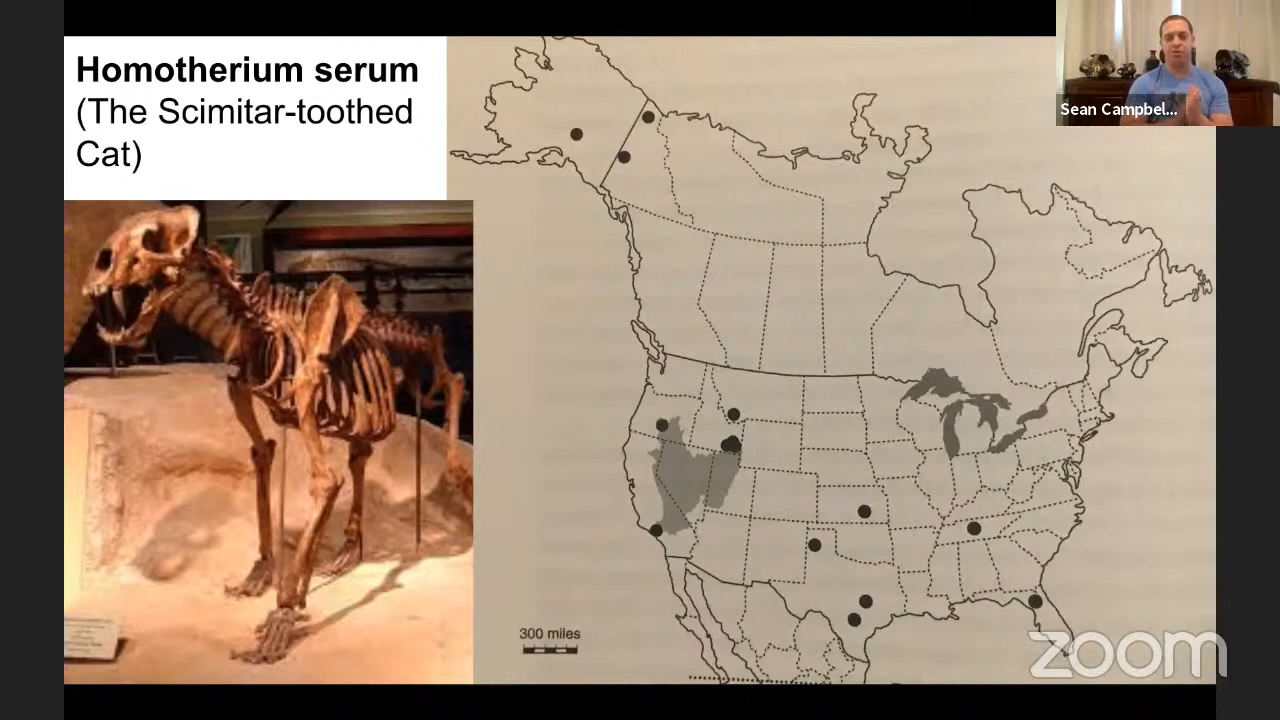 Homotherium serum
(The Scimitar-toothed
Cat)
Sean Campbel...
300 miles
zoom